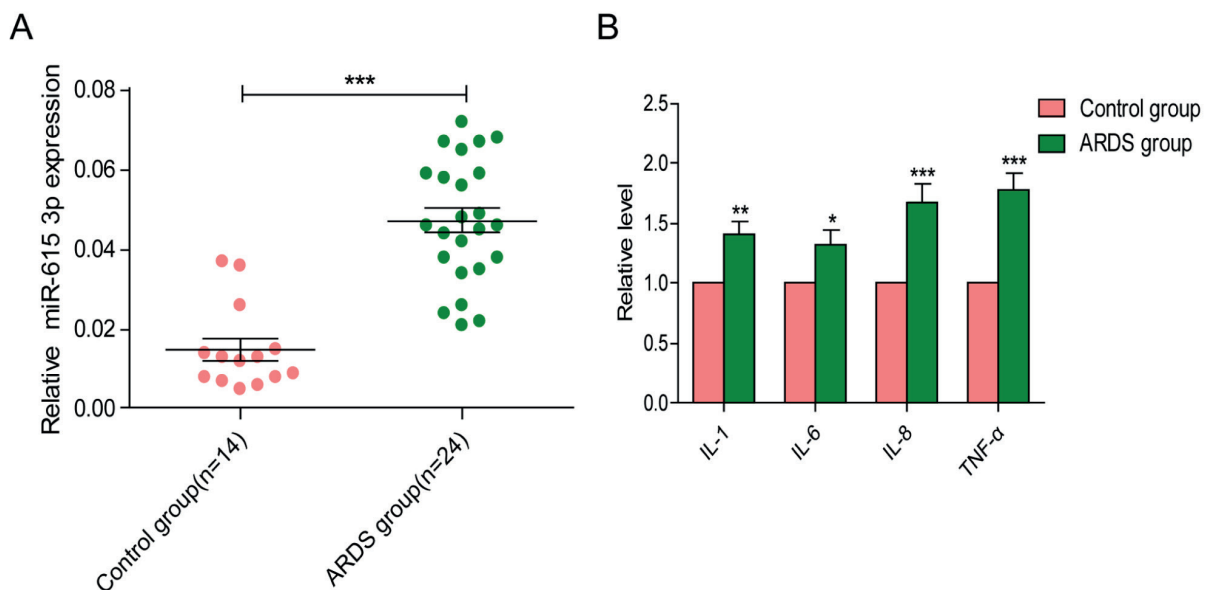 A
Relative miR-615 3p expression
0.08
0.06
0.04
0.02
0.00
***
Control group(n=14)
ARDS group(n=24)
B
Relative level
2.5
2.0
1.5
1.0
0.5
0.0
**
*
***
***
IL-1
IL-6
IL-8
TNF-α
Control group
ARDS group